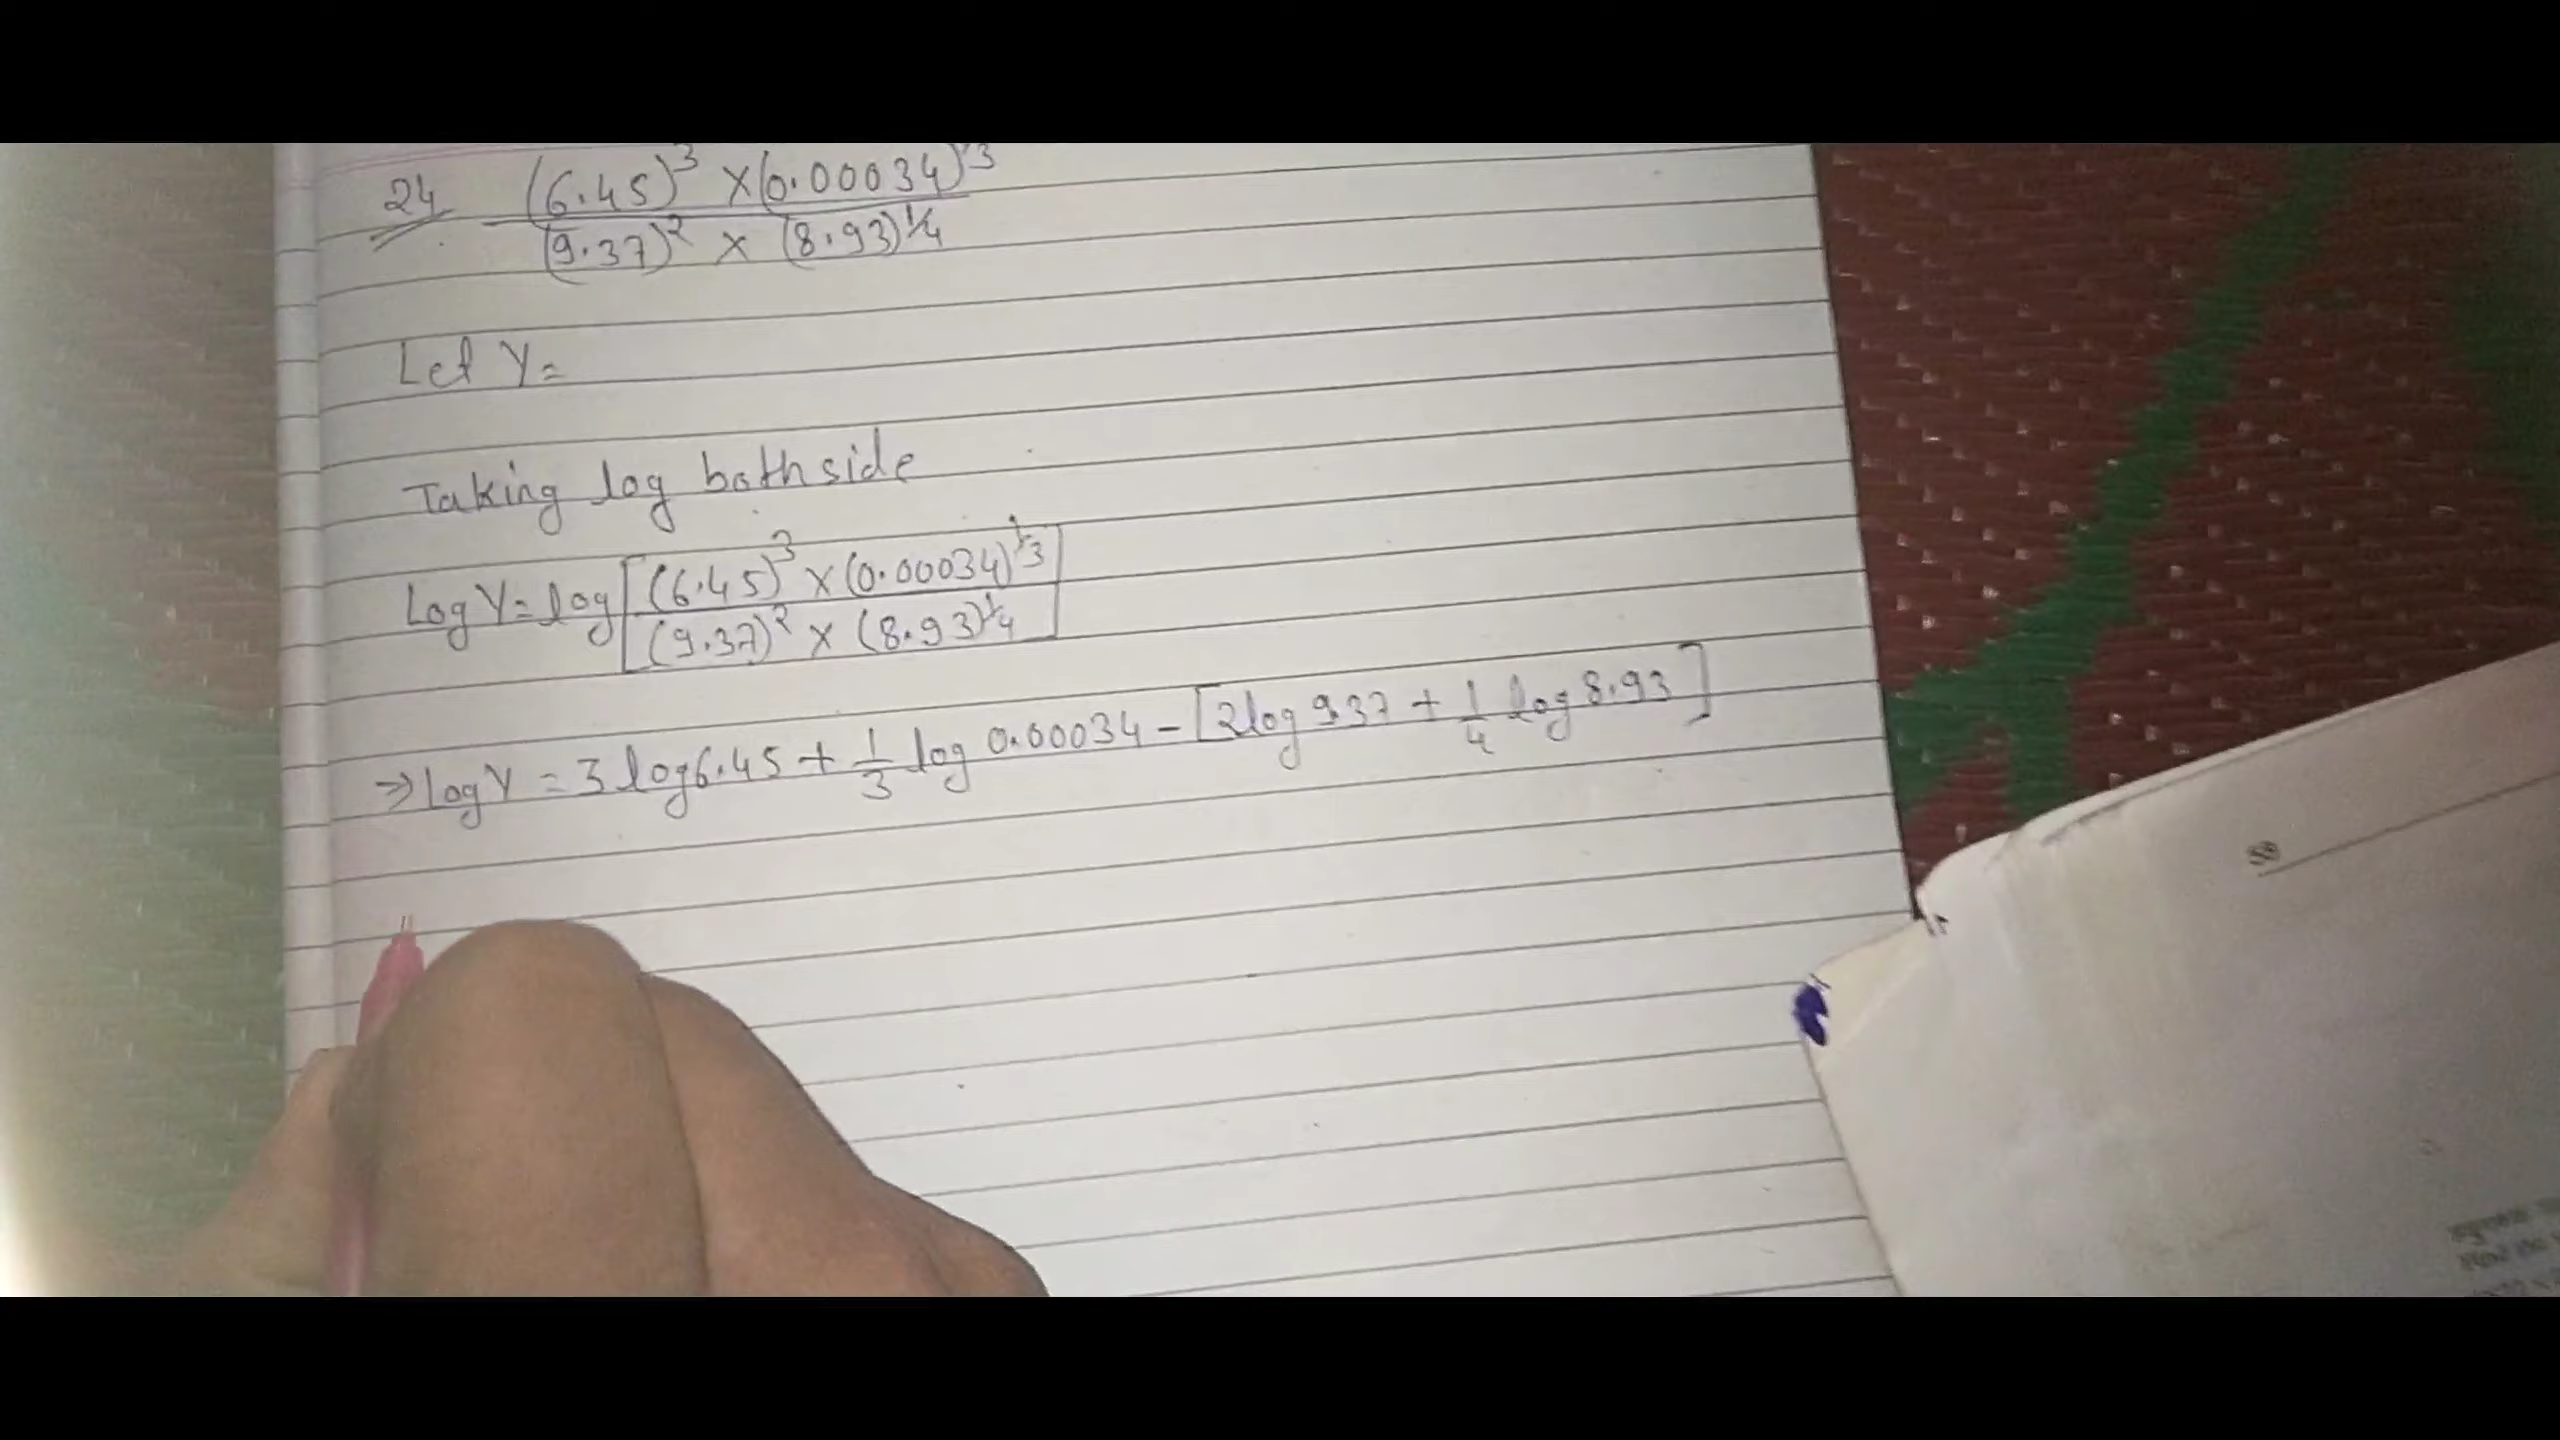 24 (6.45)^3 × (0.00034)^1/3
(9.37)^2 × (8.93)^1/4
Let Y =
Taking log both side
Log Y = log [(6.45)^3 × (0.00034)^1/3
(9.37)^2 × (8.93)^1/4]
⇒ Log Y = 3 log 6.45 + 1/3 log 0.00034 - [2 log 9.37 + 1/4 log 8.93]